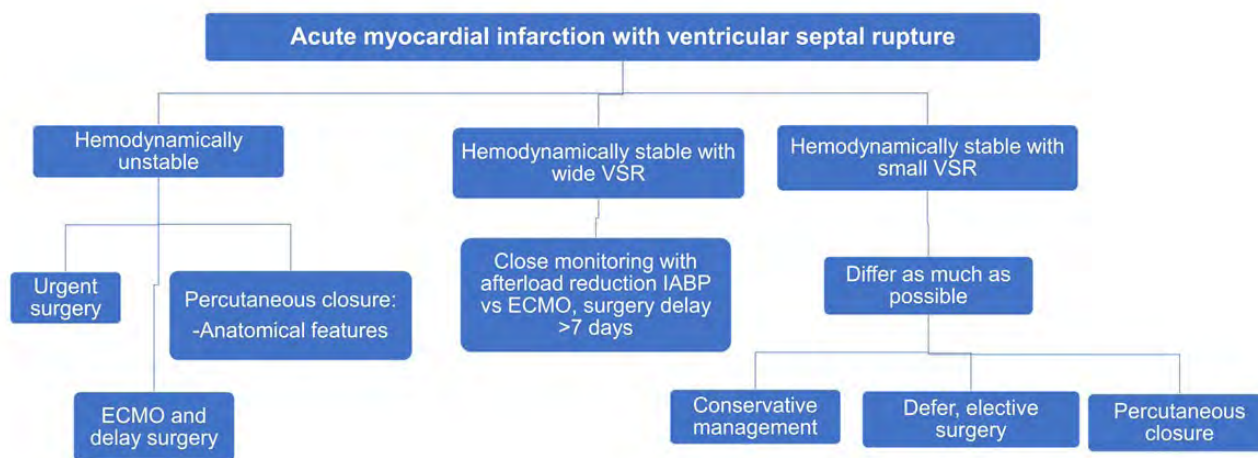 Acute myocardial infarction with ventricular septal rupture
Hemodynamically
unstable
Hemodynamically stable with
wide VSR
Hemodynamically stable with
small VSR
Urgent
surgery
Percutaneous closure:
-Anatomical features
ECMO and
delay surgery
Close monitoring with
afterload reduction IABP
vs ECMO, surgery delay
>7 days
Differ as much as
possible
Conservative
management
Defer, elective
surgery
Percutaneous
closure